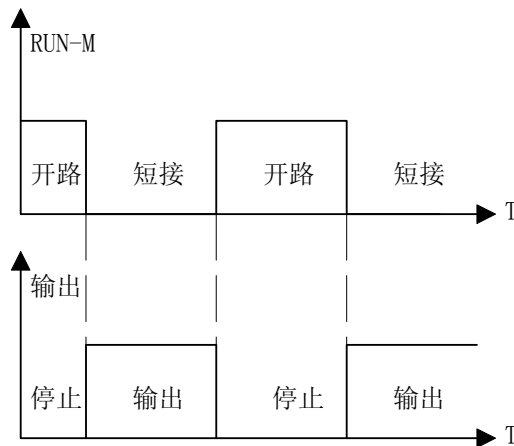 RUN-M
开路 短接 开路 短接
T
输出
停止 输出 停止 输出
T